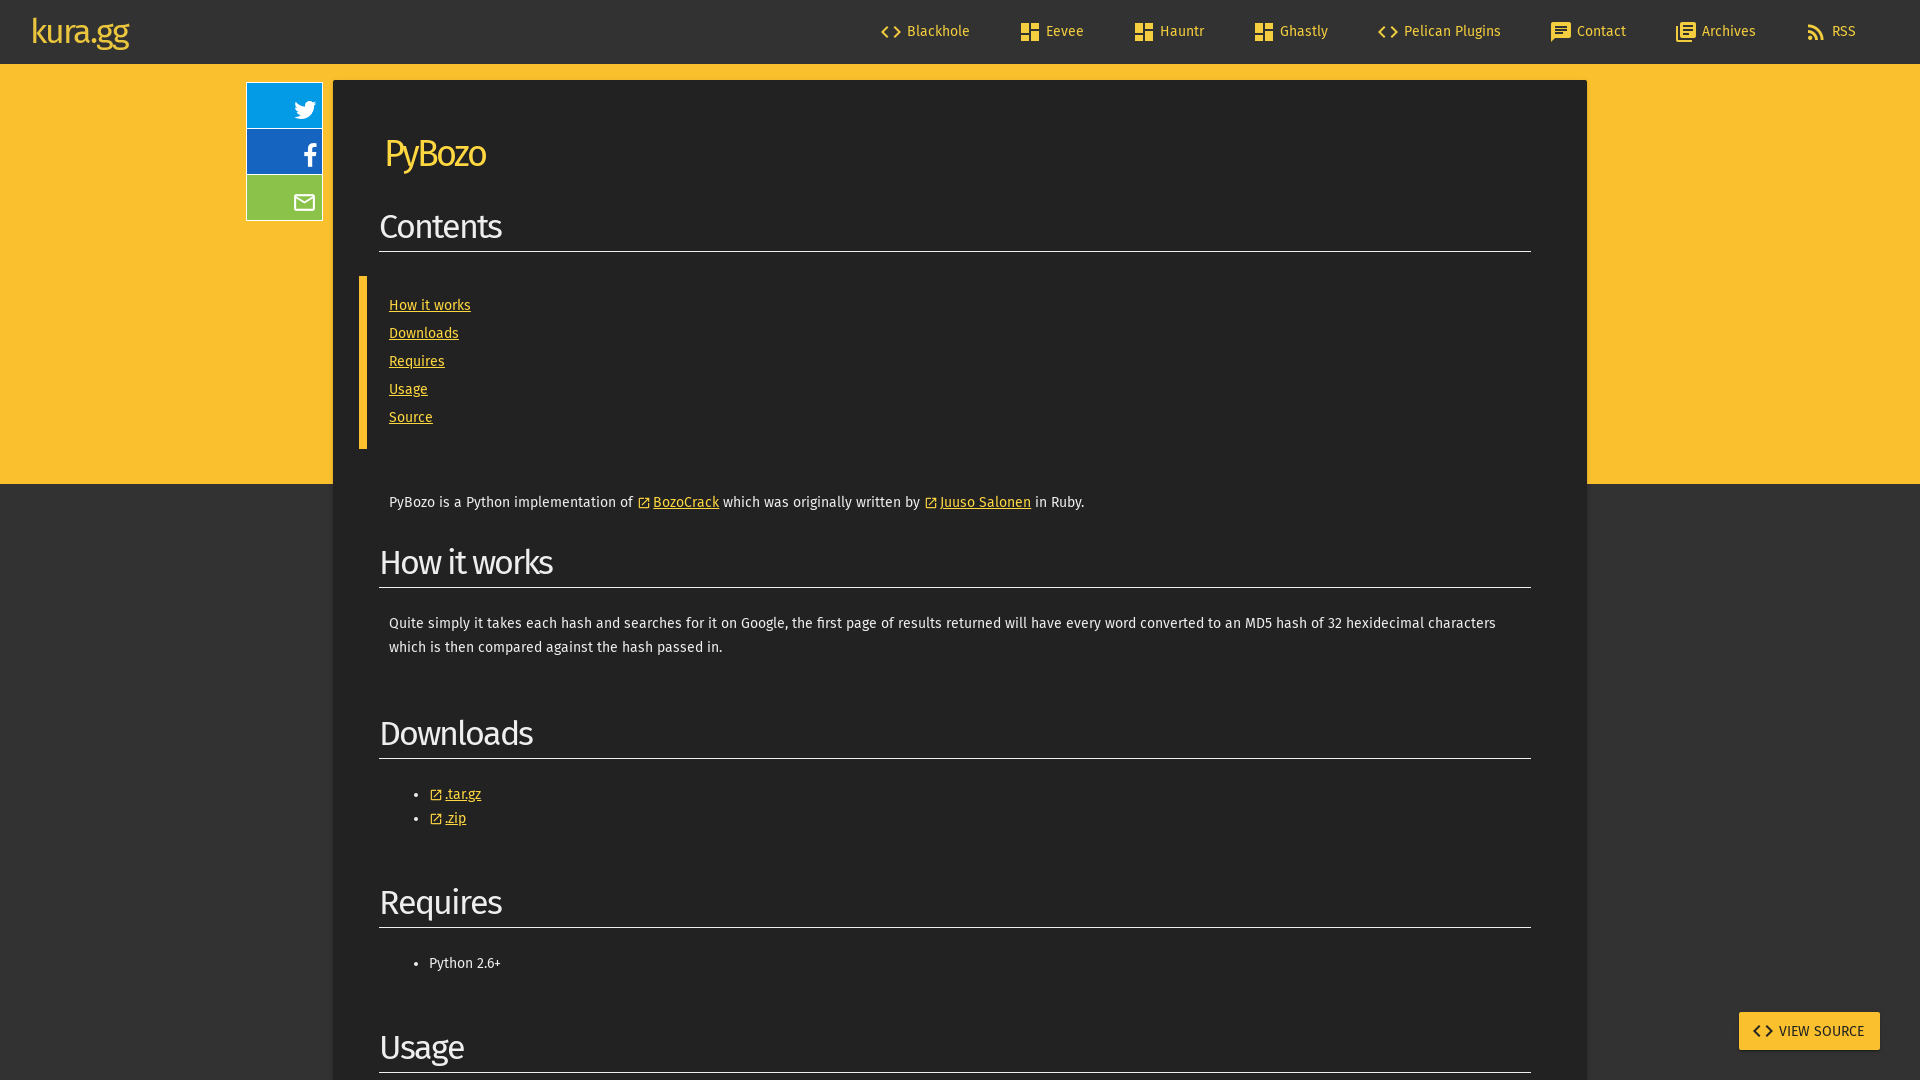 kura.gg
Blackhole
Eevee
Hauntr
Ghastly
Pelican Plugins
Contact
Archives
RSS
PyBozo
Contents
How it works
Downloads
Requires
Usage
Source
PyBozo is a Python implementation of BozoCrack which was originally written by Juuso Salonen in Ruby.
How it works
Quite simply it takes each hash and searches for it on Google, the first page of results returned will have every word converted to an MD5 hash of 32 hexidecimal characters
which is then compared against the hash passed in.
Downloads
.tar.gz
.zip
Requires
Python 2.6+
Usage
VIEW SOURCE